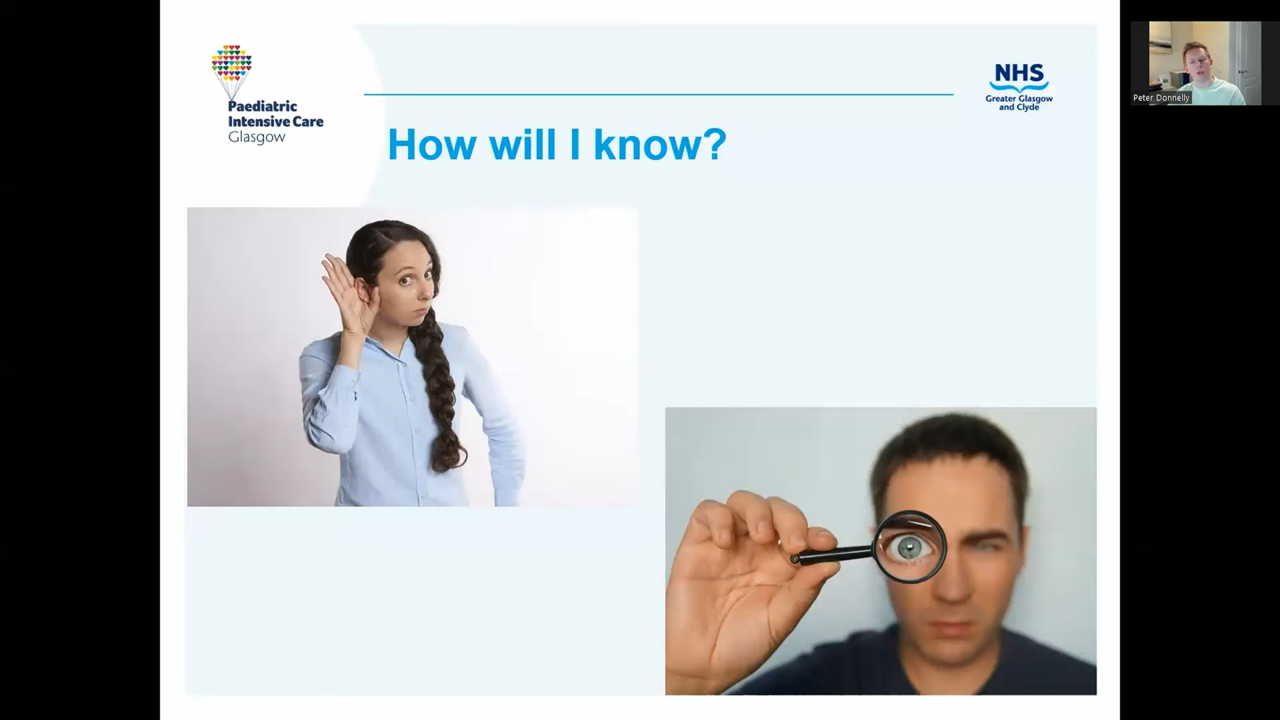 Paediatric
Intensive Care
Glasgow
NHS
Greater Glasgow
and Clyde
How will I know?
Peter Donnelly